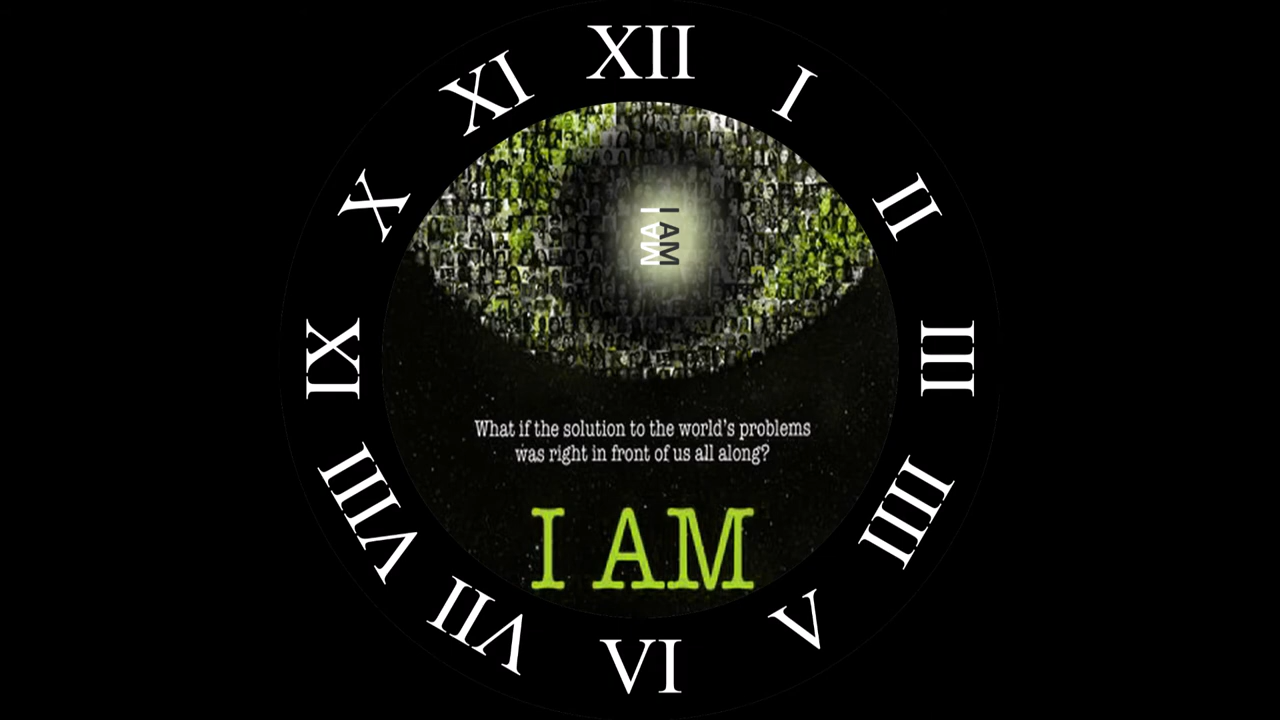 XII
I
II
III
IIII
V
VI
VII
VIII
IX
X
XI
I AM
I AM
What if the solution to the world's problems
was right in front of us all along?
I AM